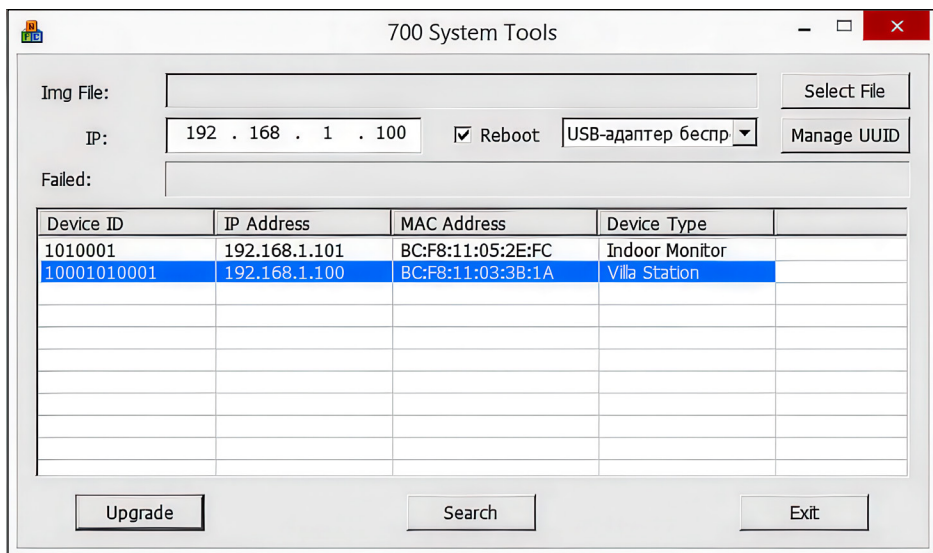 700 System Tools
Img File: Select File
IP: 192 . 168 . 1 . 100 Reboot USB-адаптер беспр Manage UUID
Failed:
Device ID IP Address MAC Address Device Type
1010001 192.168.1.101 BC:F8:11:05:2E:FC Indoor Monitor
10001010001 192.168.1.100 BC:F8:11:03:3B:1A Villa Station
Upgrade Search Exit